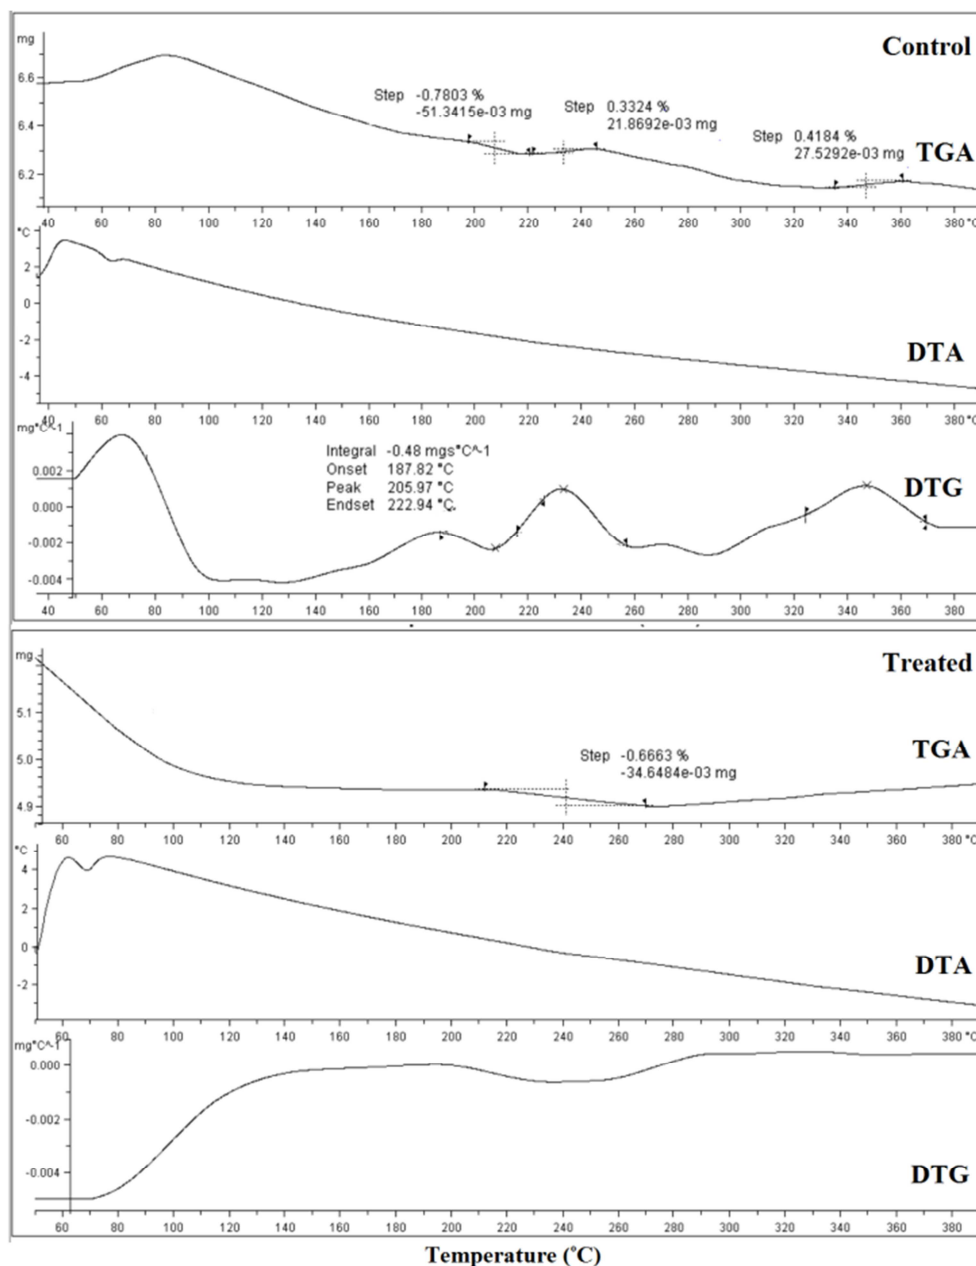 mg
Control
6.6
6.4
6.2
Step -0.7803 %
-51.3415e-03 mg
Step 0.3324 %
21.8692e-03 mg
Step 0.4184 %
27.5292e-03 mg
TGA
40 60 80 100 120 140 160 180 200 220 240 260 280 300 320 340 360 380 °C
°C
2
0
-2
-4
DTA
40 60 80 100 120 140 160 180 200 220 240 260 280 300 320 340 360 380 °C
mg°C^-1
0.002
0.000
-0.002
-0.004
Integral -0.48 mgs°C^-1
Onset 187.82 °C
Peak 205.97 °C
Endset 222.94 °C
DTG
40 60 80 100 120 140 160 180 200 220 240 260 280 300 320 340 360 380
mg
Treated
5.1
5.0
4.9
Step -0.6663 %
-34.6484e-03 mg
TGA
60 80 100 120 140 160 180 200 220 240 260 280 300 320 340 360 380 °C
°C
4
2
0
-2
DTA
60 80 100 120 140 160 180 200 220 240 260 280 300 320 340 360 380 °C
mg°C^-1
0.000
-0.002
-0.004
DTG
60 80 100 120 140 160 180 200 220 240 260 280 300 320 340 360 380
Temperature (°C)